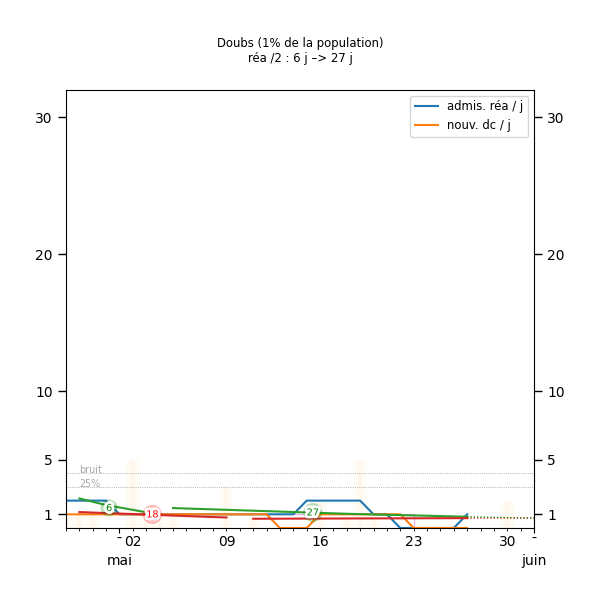 Doubs (1% de la population)
réa /2 : 6 j –> 27 j
admis. réa / j
nouv. dc / j
30
30
20
20
10
10
5
5
bruit
25%
6
18
27
1
1
02
09
16
23
30
mai
juin